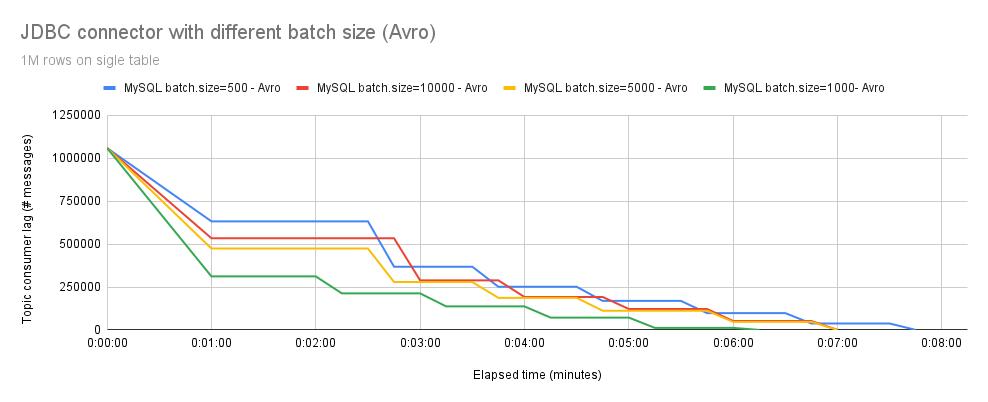 JDBC connector with different batch size (Avro)
1M rows on sigle table
MySQL batch.size=500 - Avro MySQL batch.size=10000 - Avro MySQL batch.size=5000 - Avro MySQL batch.size=1000- Avro
Topic consumer lag (# messages)
1250000
1000000
750000
500000
250000
0
0:00:00 0:01:00 0:02:00 0:03:00 0:04:00 0:05:00 0:06:00 0:07:00 0:08:00
Elapsed time (minutes)